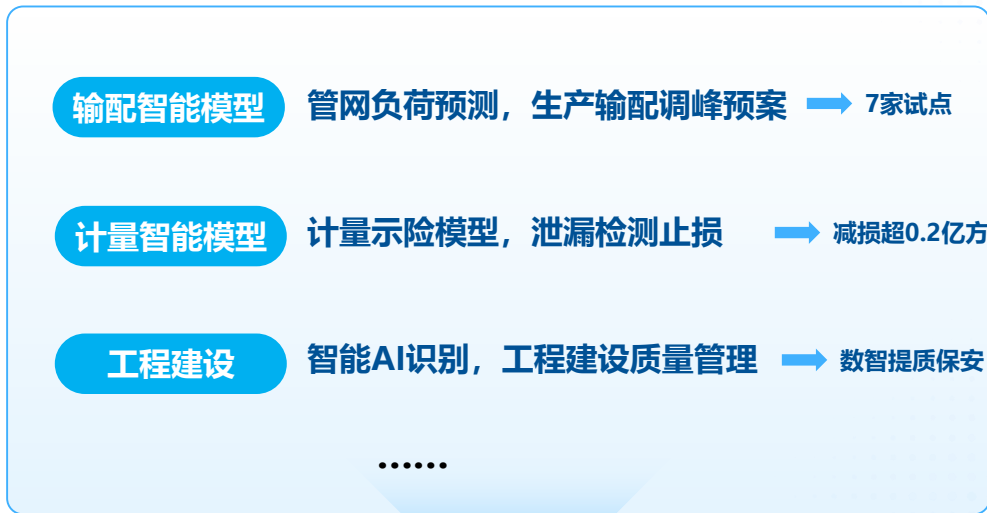 输配智能模型 管网负荷预测，生产输配调峰预案 7家试点
计量智能模型 计量示险模型，泄漏检测止损 减损超0.2亿方
工程建设 智能AI识别，工程建设质量管理 数智提质保安
……